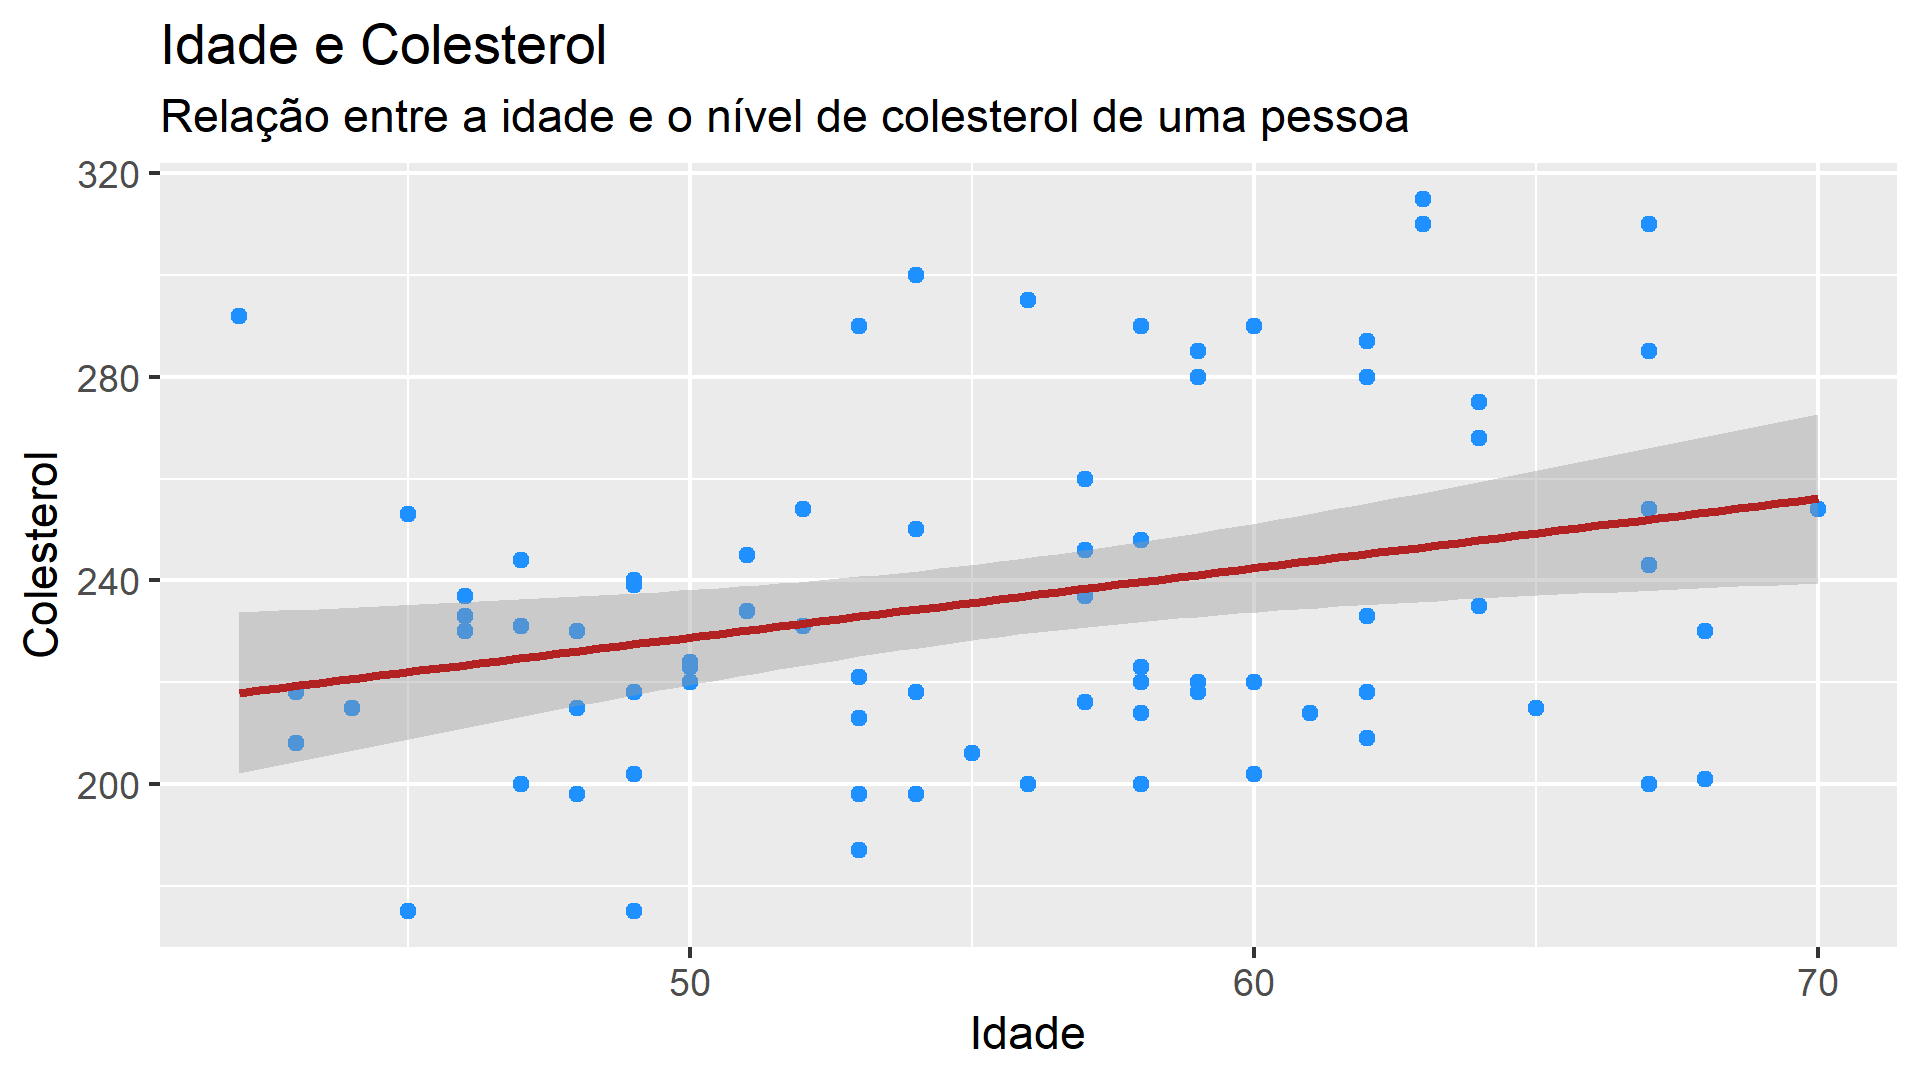 Idade e Colesterol
Relação entre a idade e o nível de colesterol de uma pessoa
320
280
240
200
Colesterol
50 60 70
Idade